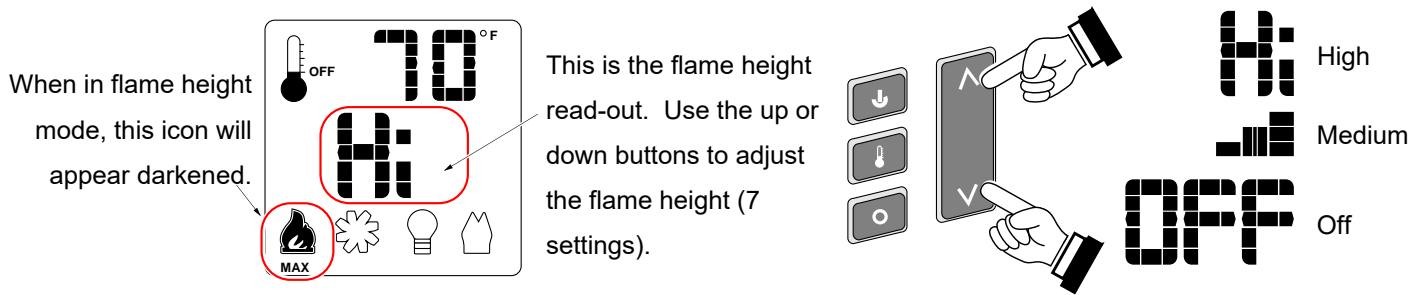 When in flame height
mode, this icon will
appear darkened.
OFF
70 °F
Hi
MAX
This is the flame height
read-out. Use the up or
down buttons to adjust
the flame height (7
settings).
Hi High
Medium
OFF Off